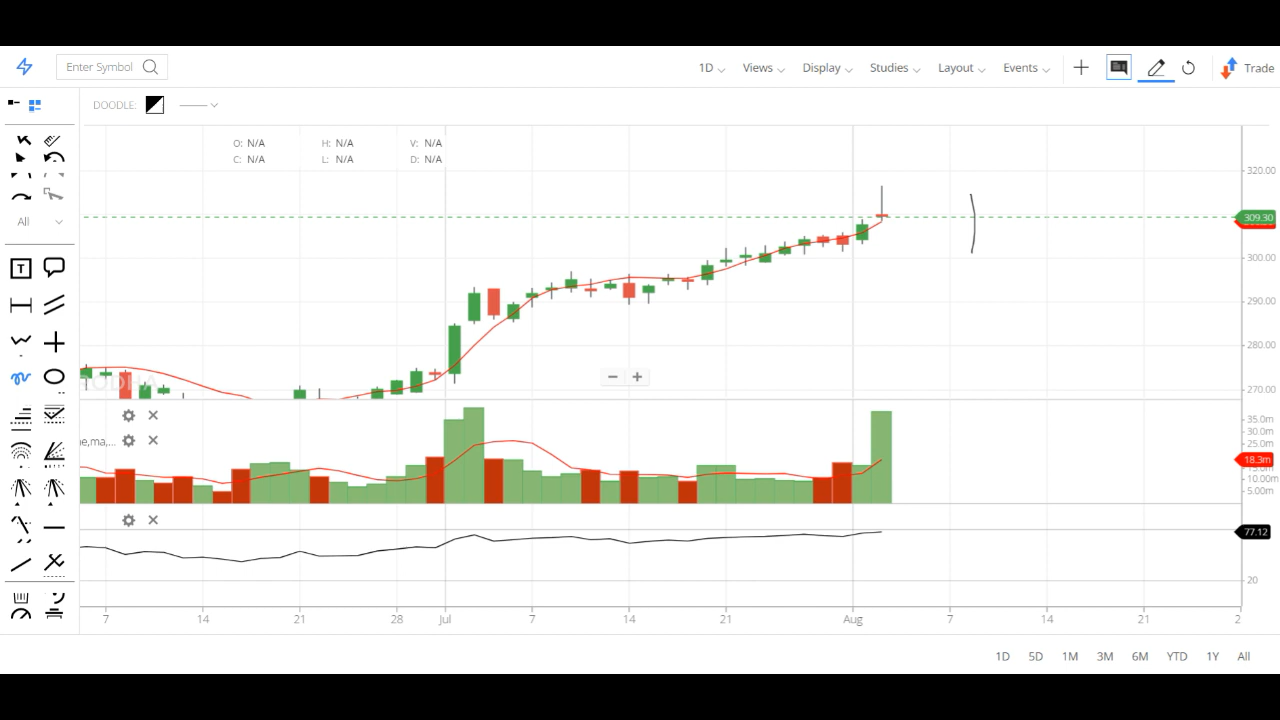 Enter Symbol
1D Views Display Studies Layout Events Trade
DOODLE:
O: N/A H: N/A V: N/A
C: N/A L: N/A D: N/A
All
T
320.00
309.30
300.00
290.00
280.00
270.00
35.0m
30.0m
25.0m
18.3m
15.0m
10.00m
5.00m
e,ma,...
77.12
20
7 14 21 28 Jul 7 14 21 Aug 7 14 21 2
1D 5D 1M 3M 6M YTD 1Y All